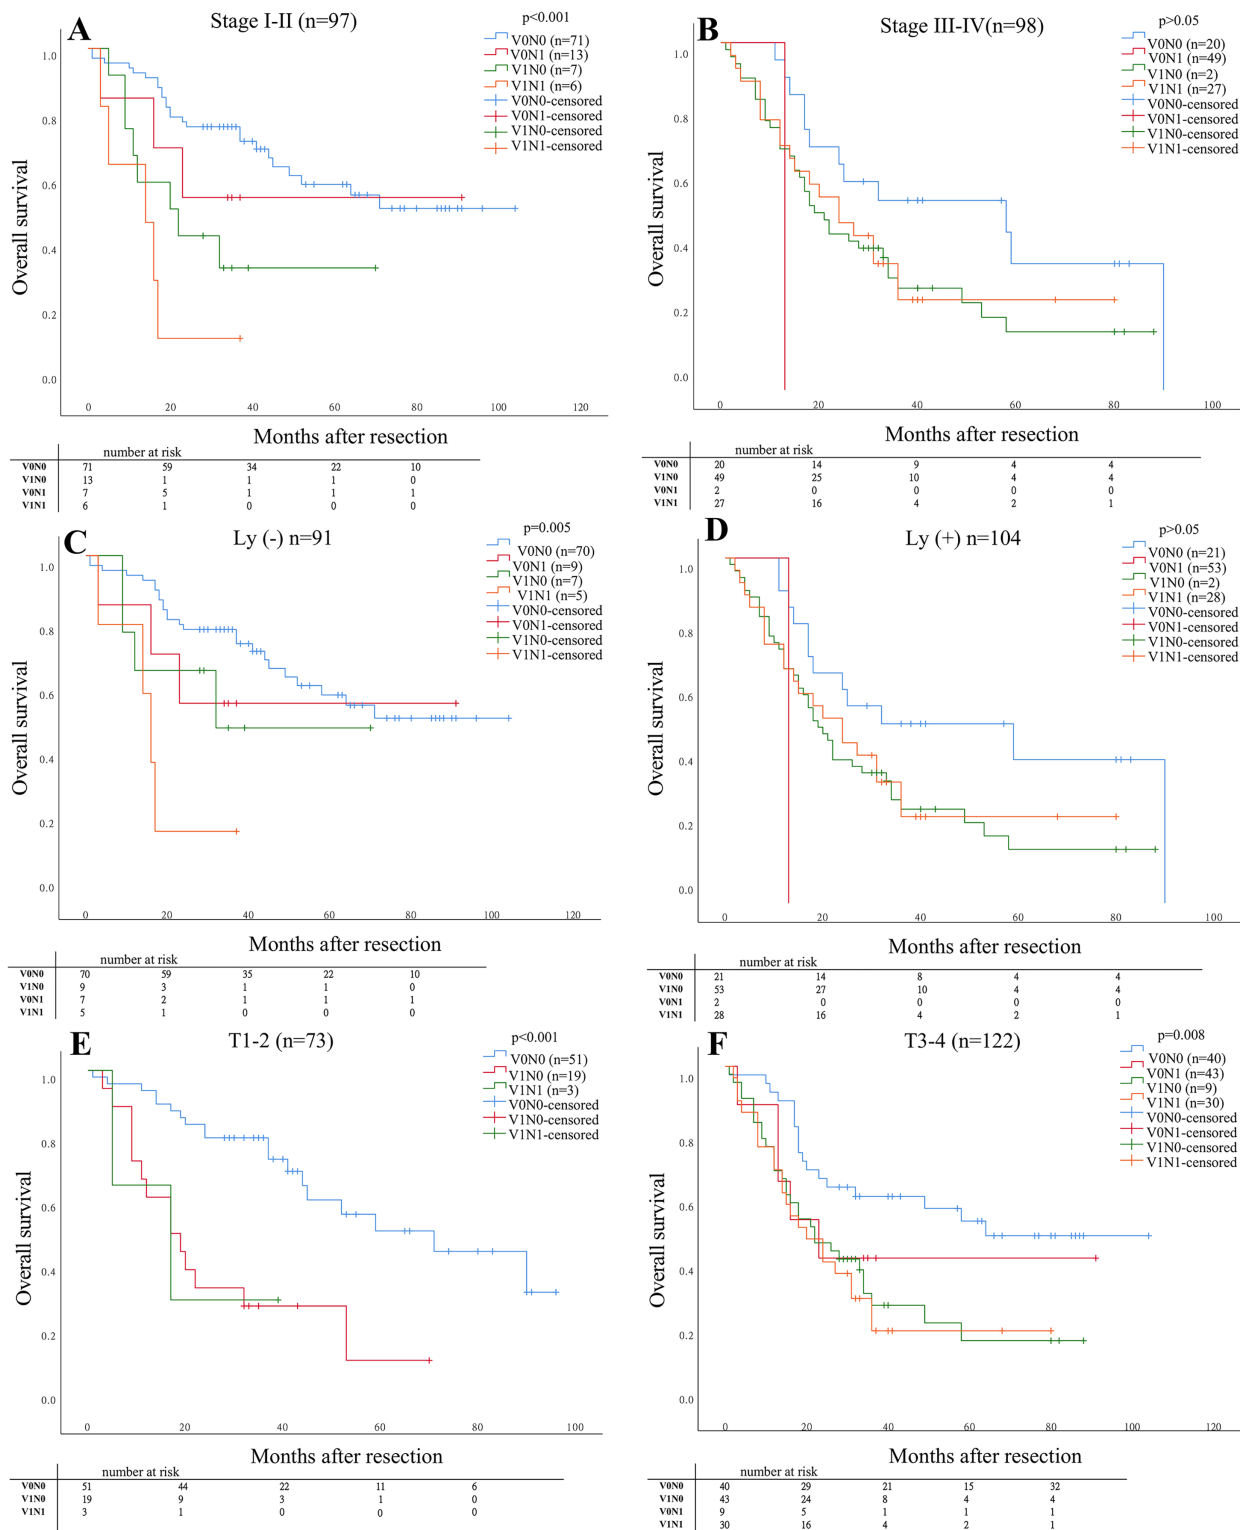 A
Stage I-II (n=97)
p<0.001
V0N0 (n=71)
V0N1 (n=13)
V1N0 (n=7)
V1N1 (n=6)
V0N0-censored
V0N1-censored
V1N0-censored
V1N1-censored
Overall survival
1.0
0.8
0.6
0.4
0.2
0.0
0 20 40 60 80 100 120
Months after resection
number at risk
V0N0 71 59 34 22 10
V1N0 13 1 1 1 0
V0N1 7 5 1 1 1
V1N1 6 1 0 0 0
B
Stage III-IV(n=98)
p>0.05
V0N0 (n=20)
V0N1 (n=49)
V1N0 (n=2)
V1N1 (n=27)
V0N0-censored
V0N1-censored
V1N0-censored
V1N1-censored
Overall survival
1.0
0.8
0.6
0.4
0.2
0.0
0 20 40 60 80 100
Months after resection
number at risk
V0N0 20 14 9 4 4
V1N0 49 25 10 4 4
V0N1 2 0 0 0 0
V1N1 27 16 4 2 1
C
Ly (-) n=91
p=0.005
V0N0 (n=70)
V0N1 (n=9)
V1N0 (n=7)
V1N1 (n=5)
V0N0-censored
V0N1-censored
V1N0-censored
V1N1-censored
Overall survival
1.0
0.8
0.6
0.4
0.2
0.0
0 20 40 60 80 100 120
Months after resection
number at risk
V0N0 70 59 35 22 10
V1N0 9 3 1 1 0
V0N1 7 2 1 1 1
V1N1 5 1 0 0 0
D
Ly (+) n=104
p>0.05
V0N0 (n=21)
V0N1 (n=53)
V1N0 (n=2)
V1N1 (n=28)
V0N0-censored
V0N1-censored
V1N0-censored
V1N1-censored
Overall survival
1.0
0.8
0.6
0.4
0.2
0.0
0 20 40 60 80 100
Months after resection
number at risk
V0N0 21 14 8 4 4
V1N0 53 27 10 4 4
V0N1 2 0 0 0 0
V1N1 28 16 4 2 1
E
T1-2 (n=73)
p<0.001
V0N0 (n=51)
V1N0 (n=19)
V1N1 (n=3)
V0N0-censored
V1N0-censored
V1N1-censored
Overall survival
1.0
0.8
0.6
0.4
0.2
0.0
0 20 40 60 80 100
Months after resection
number at risk
V0N0 51 44 22 11 6
V1N0 19 9 3 1 0
V1N1 3 1 0 0 0
F
T3-4 (n=122)
p=0.008
V0N0 (n=40)
V0N1 (n=43)
V1N0 (n=9)
V1N1 (n=30)
V0N0-censored
V0N1-censored
V1N0-censored
V1N1-censored
Overall survival
1.0
0.8
0.6
0.4
0.2
0.0
0 20 40 60 80 100 120
Months after resection
number at risk
V0N0 40 29 21 15 32
V1N0 43 24 8 4 4
V0N1 9 5 1 1 1
V1N1 30 16 4 2 1